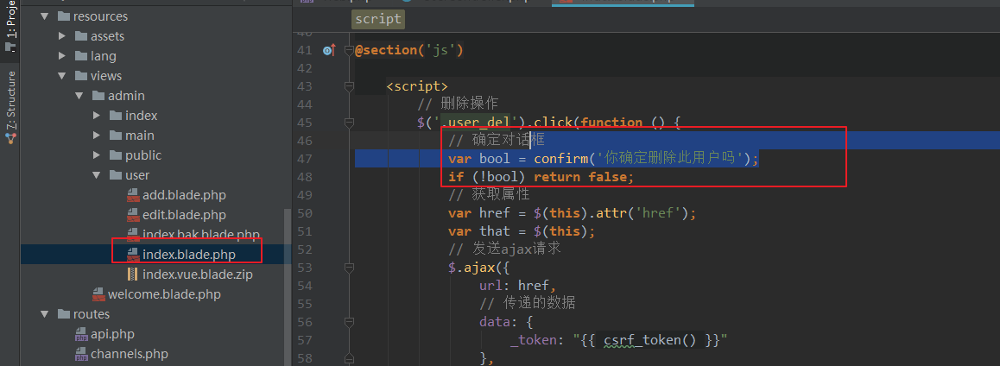 1: Proje
Z: Structure
resources
assets
lang
views
admin
index
main
public
user
add.blade.php
edit.blade.php
index.bak.blade.php
index.blade.php
index.vue.blade.zip
welcome.blade.php
routes
api.php
channels.php
script
41 @section('js')
42
43 <script>
44 // 删除操作
45 $('.user_del').click(function () {
46 // 确定对话框
47 var bool = confirm('你确定删除此用户吗');
48 if (!bool) return false;
49 // 获取属性
50 var href = $(this).attr('href');
51 var that = $(this);
52 // 发送ajax请求
53 $.ajax({
54 url: href,
55 // 传递的数据
56 data: {
57 _token: "{{ csrf_token() }}"
58 },